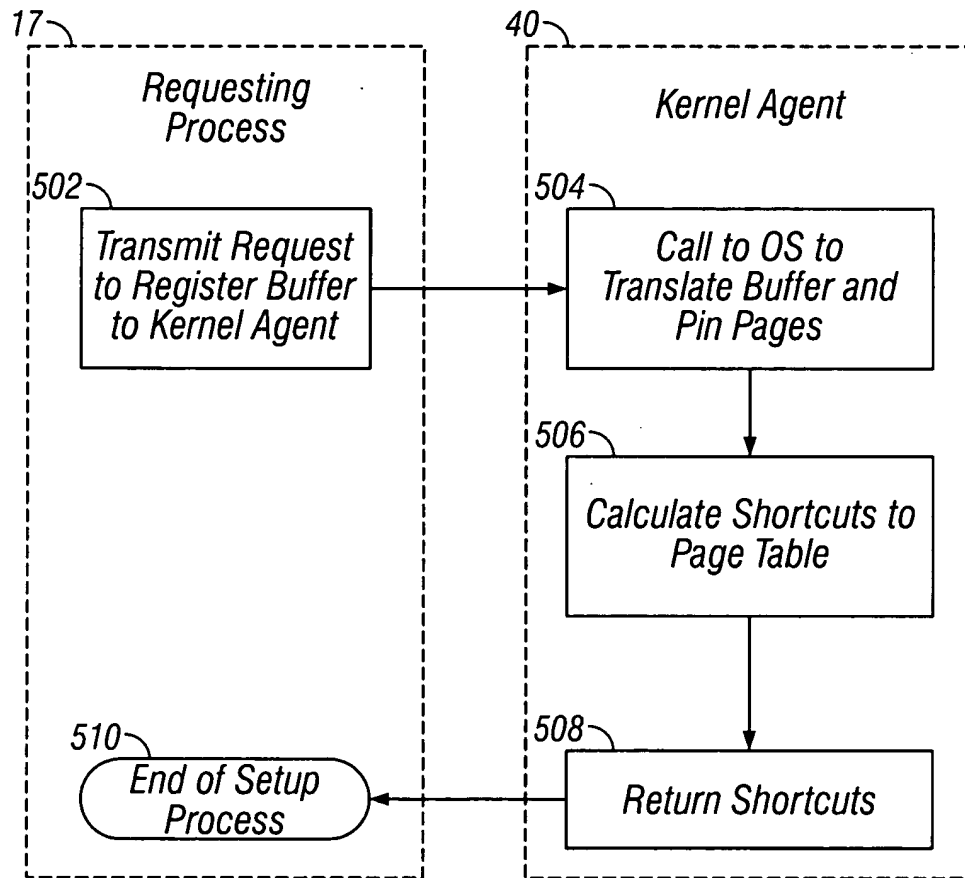 17
Requesting
Process
502
Transmit Request
to Register Buffer
to Kernel Agent
510
End of Setup
Process
40
Kernel Agent
504
Call to OS to
Translate Buffer and
Pin Pages
506
Calculate Shortcuts to
Page Table
508
Return Shortcuts